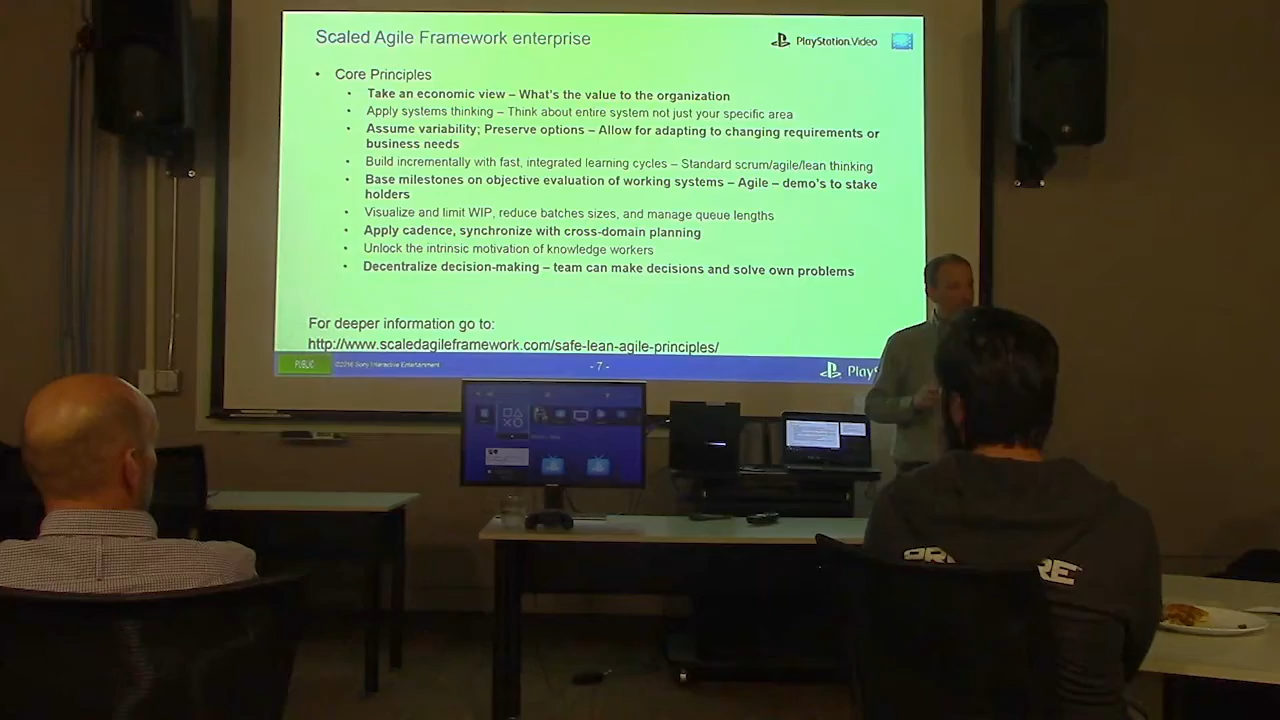 Scaled Agile Framework enterprise
PlayStation.Video
• Core Principles
• Take an economic view – What's the value to the organization
• Apply systems thinking – Think about entire system not just your specific area
• Assume variability; Preserve options – Allow for adapting to changing requirements or
business needs
• Build incrementally with fast, integrated learning cycles – Standard scrum/agile/lean thinking
• Base milestones on objective evaluation of working systems – Agile – demo's to stake
holders
• Visualize and limit WIP, reduce batches sizes, and manage queue lengths
• Apply cadence, synchronize with cross-domain planning
• Unlock the intrinsic motivation of knowledge workers
• Decentralize decision-making – team can make decisions and solve own problems
For deeper information go to:
http://www.scaledagileframework.com/safe-lean-agile-principles/
PUBLIC
©2016 Sony Interactive Entertainment
- 7 -